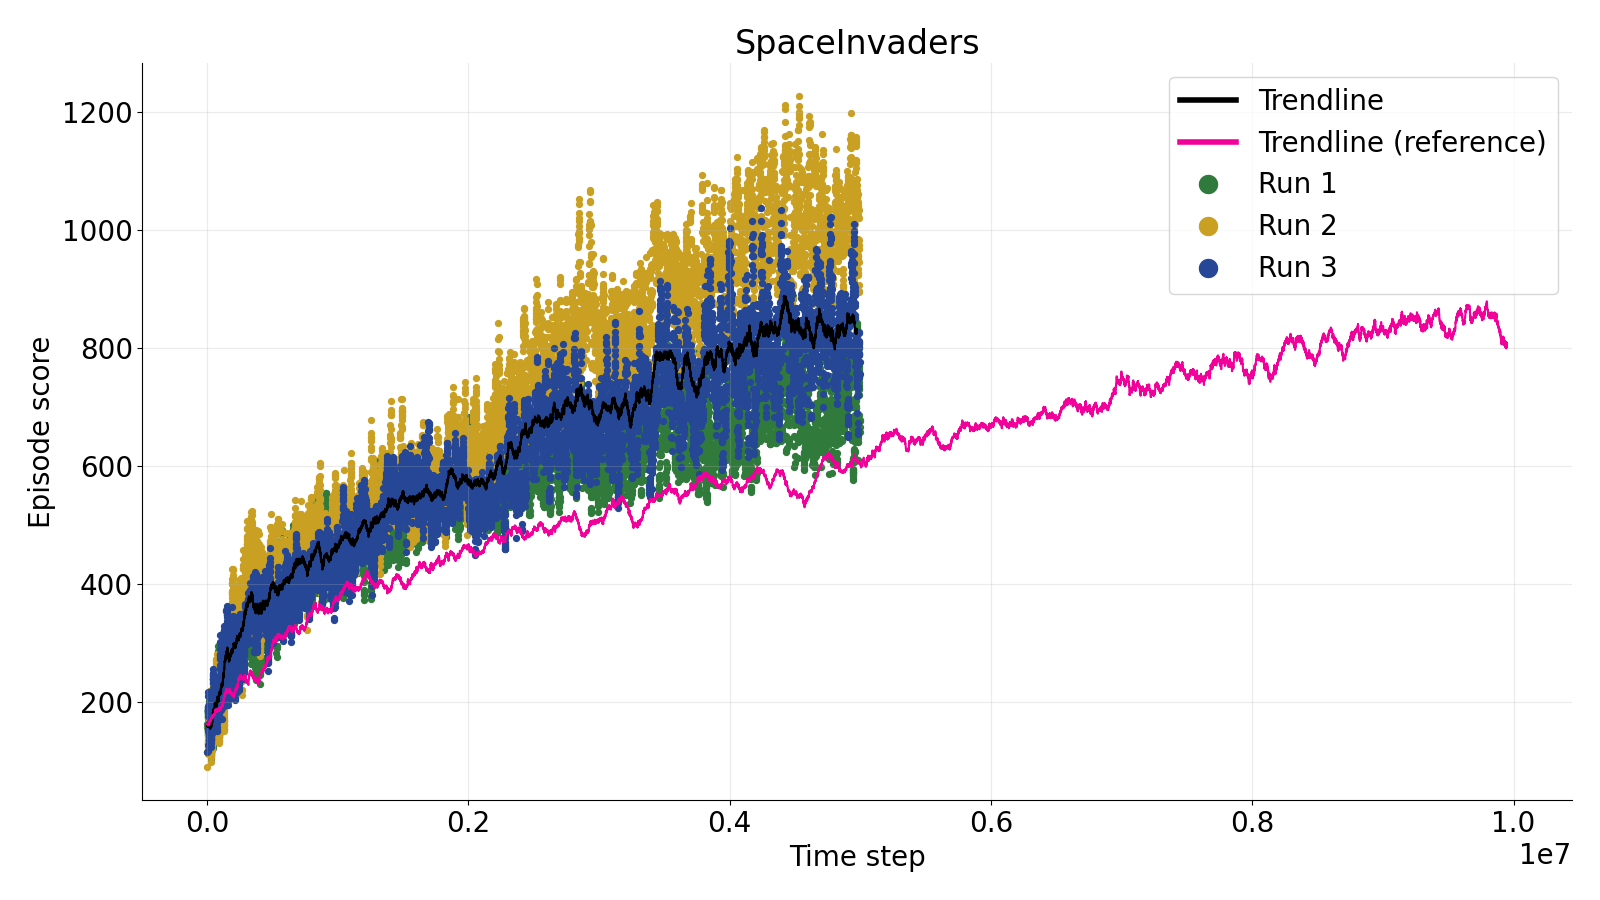 SpaceInvaders
Trendline
Trendline (reference)
Run 1
Run 2
Run 3
Episode score
1200
1000
800
600
400
200
0.0
0.2
0.4
0.6
0.8
1.0
1e7
Time step